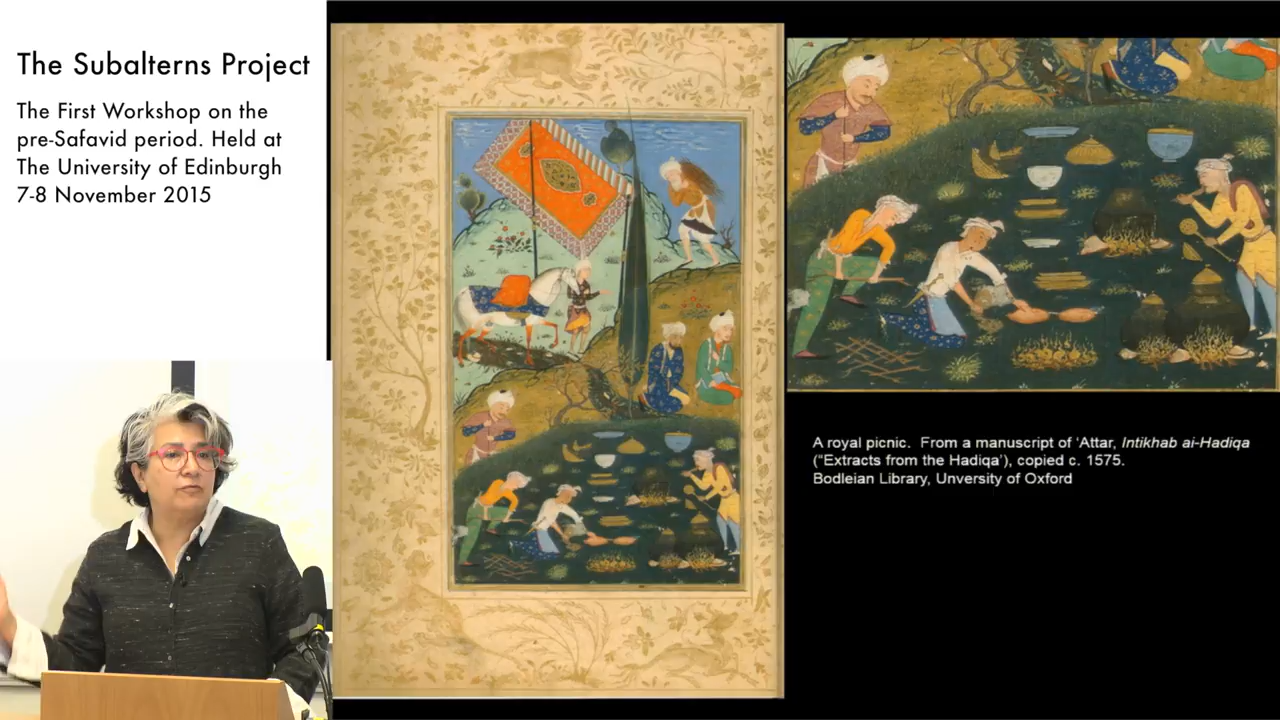 The Subalterns Project
The First Workshop on the
pre-Safavid period. Held at
The University of Edinburgh
7-8 November 2015
A royal picnic. From a manuscript of ‘Attar, Intikhab ai-Hadiqa
("Extracts from the Hadiqa’), copied c. 1575.
Bodleian Library, Unversity of Oxford